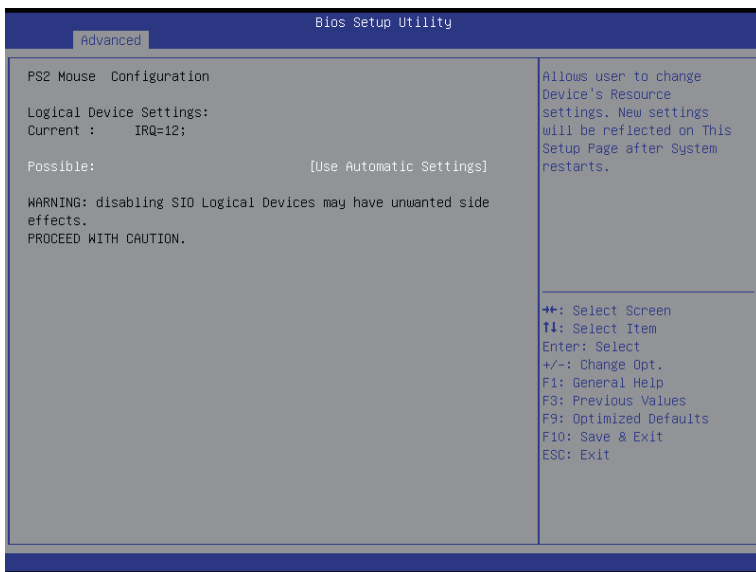 Bios Setup Utility
Advanced
PS2 Mouse  Configuration
Logical Device Settings:
Current :     IRQ=12;
Possible:     [Use Automatic Settings]
WARNING: disabling SIO Logical Devices may have unwanted side
effects.
PROCEED WITH CAUTION.
Allows user to change
Device's Resource
settings. New settings
will be reflected on This
Setup Page after System
restarts.
→←: Select Screen
↑↓: Select Item
Enter: Select
+/-: Change Opt.
F1: General Help
F3: Previous Values
F9: Optimized Defaults
F10: Save & Exit
ESC: Exit